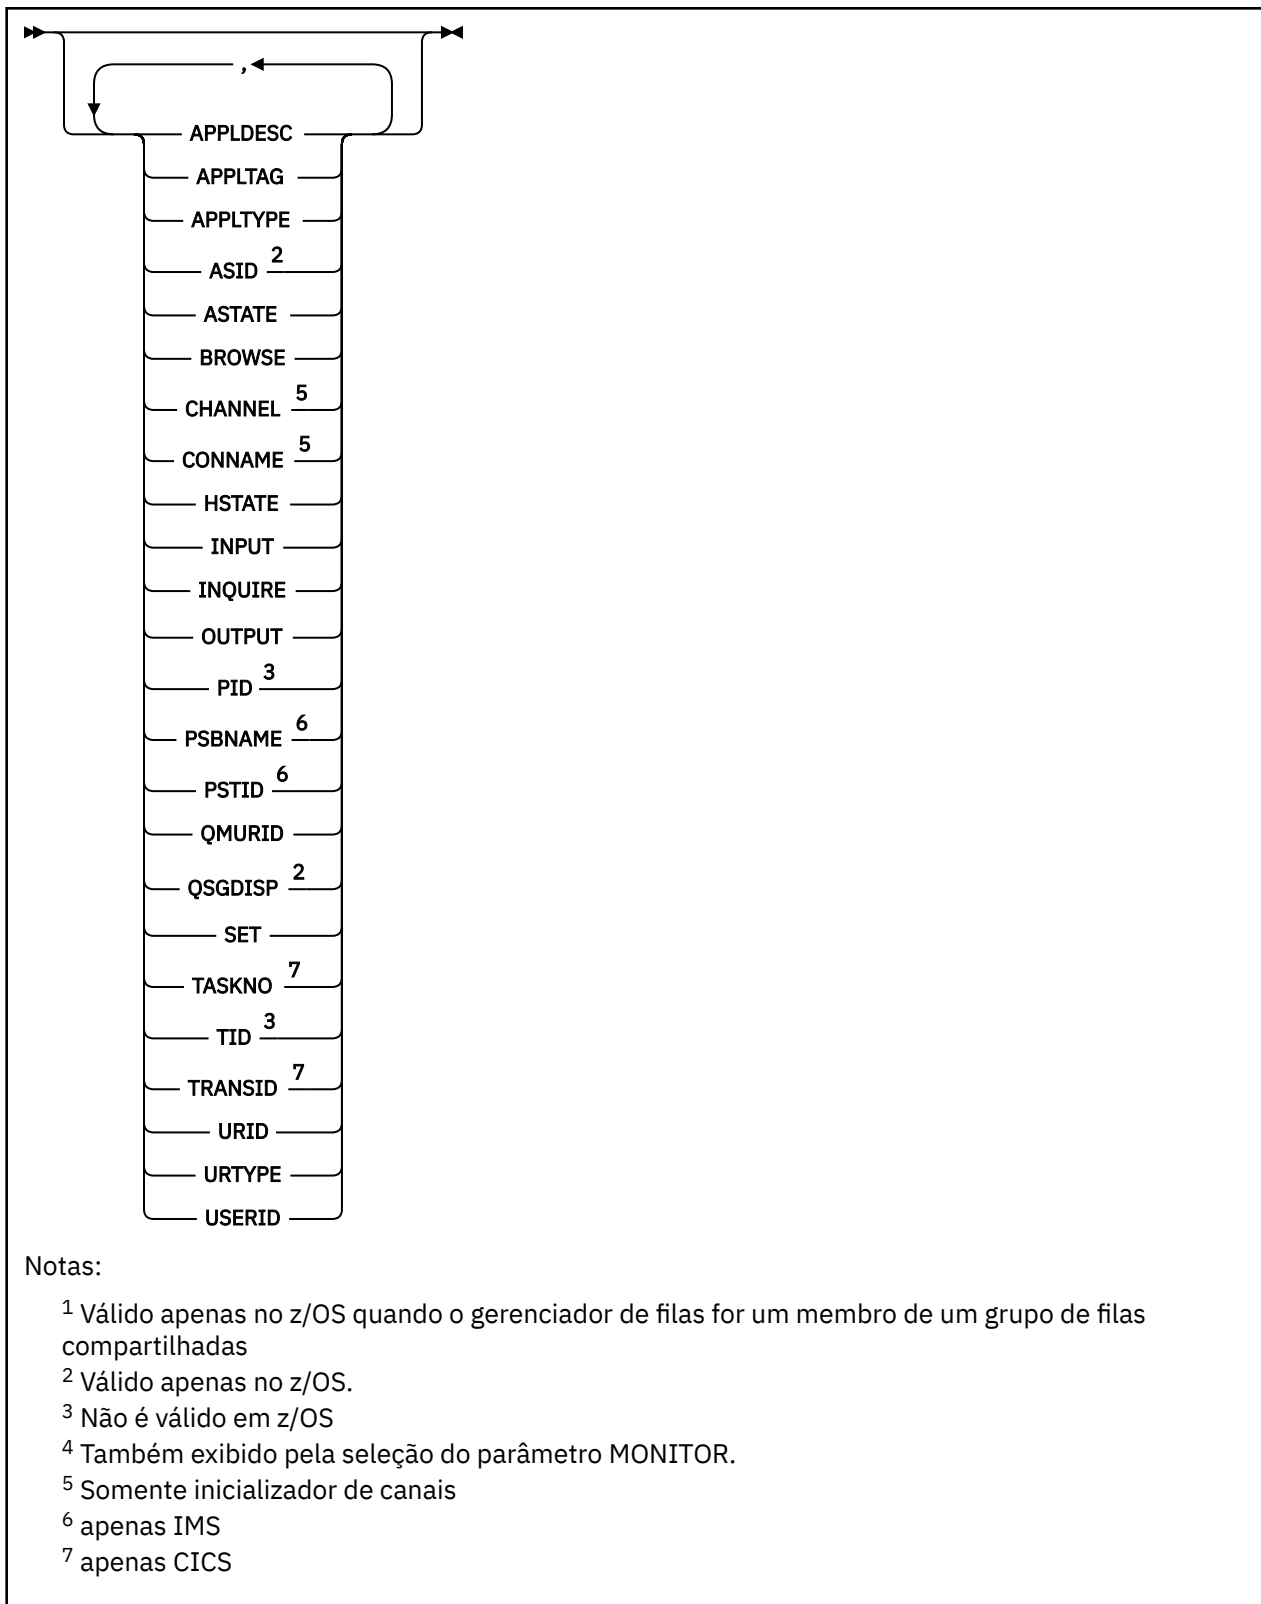 ,
APPLDESC
APPLTAG
APPLTYPE
ASID 2
ASTATE
BROWSE
CHANNEL 5
CONNAME 5
HSTATE
INPUT
INQUIRE
OUTPUT
PID 3
PSBNAME 6
PSTID 6
QMURID
QSGDISP 2
SET
TASKNO 7
TID 3
TRANSID 7
URID
URTYPE
USERID
Notas:
1 Válido apenas no z/OS quando o gerenciador de filas for um membro de um grupo de filas
compartilhadas
2 Válido apenas no z/OS.
3 Não é válido em z/OS
4 Também exibido pela seleção do parâmetro MONITOR.
5 Somente inicializador de canais
6 apenas IMS
7 apenas CICS